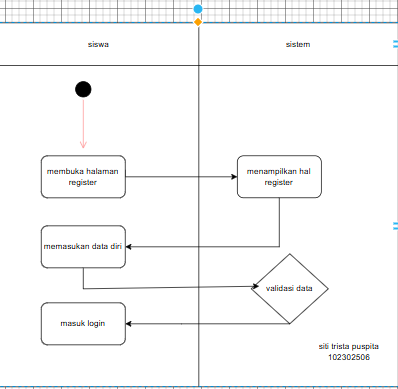 siswa
sistem
membuka halaman
register
menampilkan hal
register
memasukan data diri
validasi data
masuk login
siti trista puspita
102302506